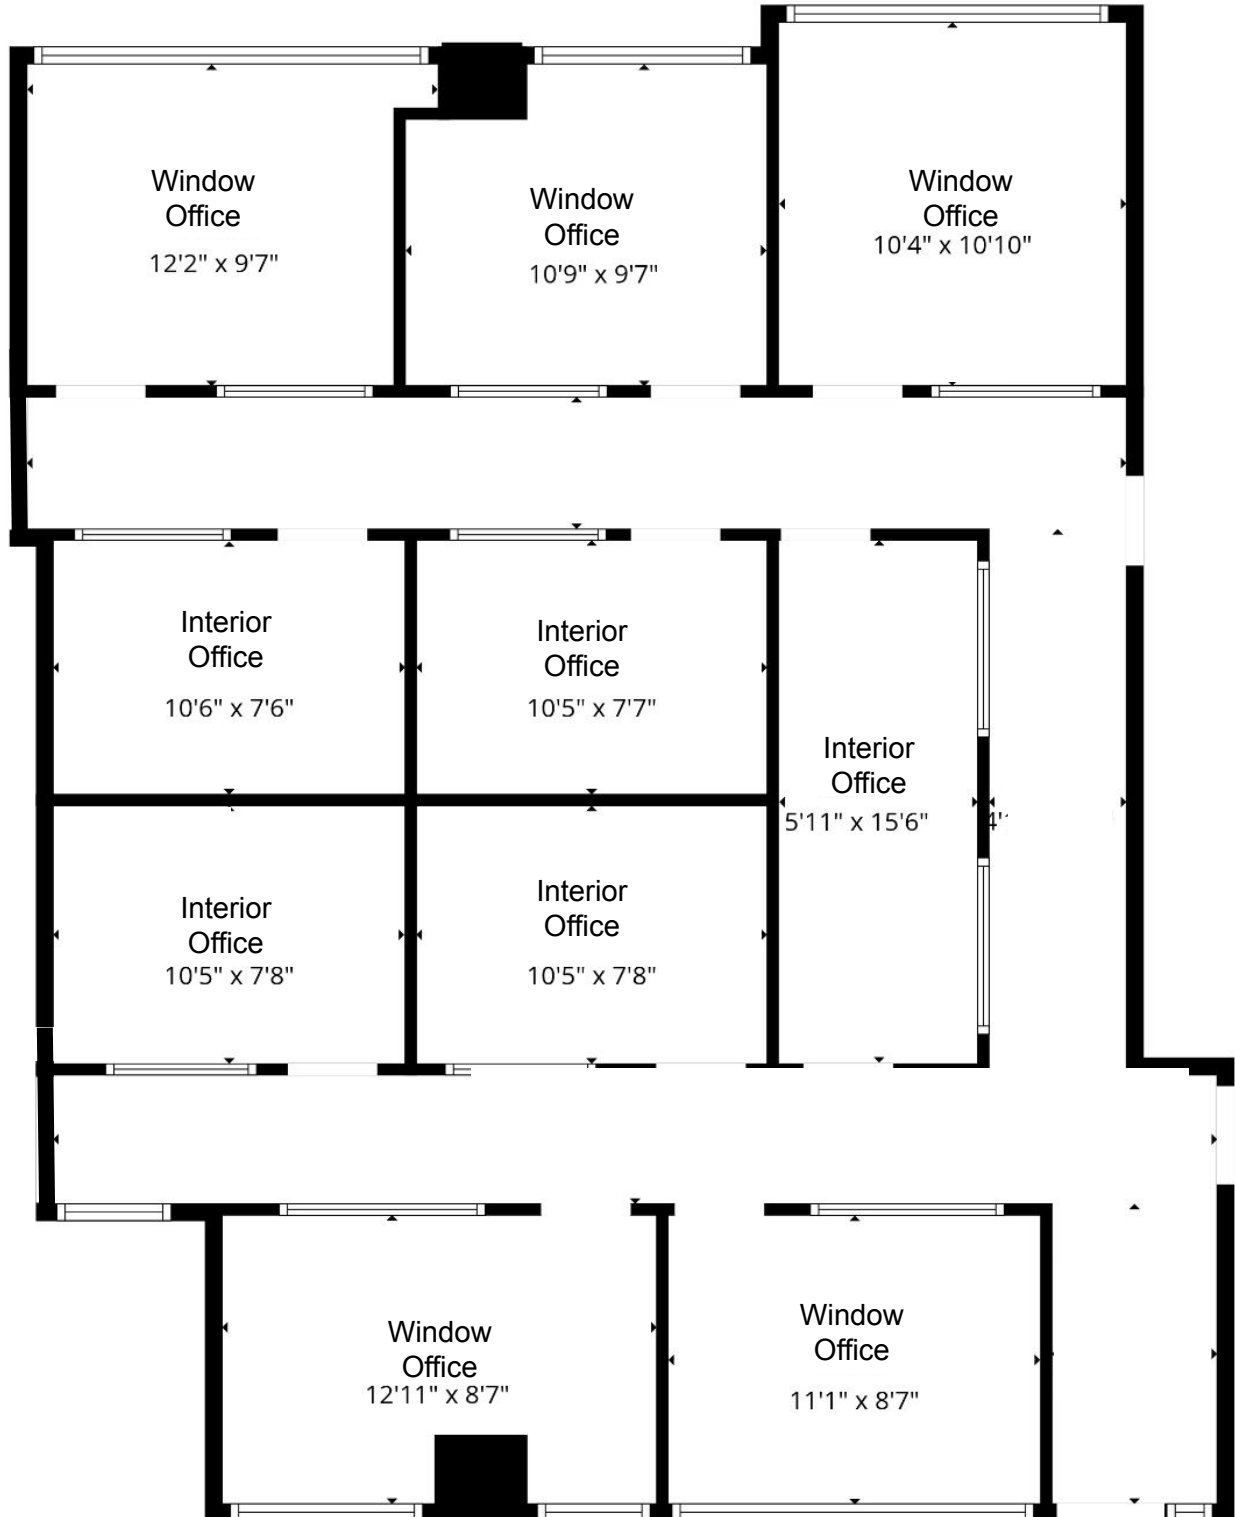 Window
Office
12'2" x 9'7"
Window
Office
10'9" x 9'7"
Window
Office
10'4" x 10'10"
Interior
Office
10'6" x 7'6"
Interior
Office
10'5" x 7'7"
Interior
Office
5'11" x 15'6"
Interior
Office
10'5" x 7'8"
Interior
Office
10'5" x 7'8"
Window
Office
12'11" x 8'7"
Window
Office
11'1" x 8'7"